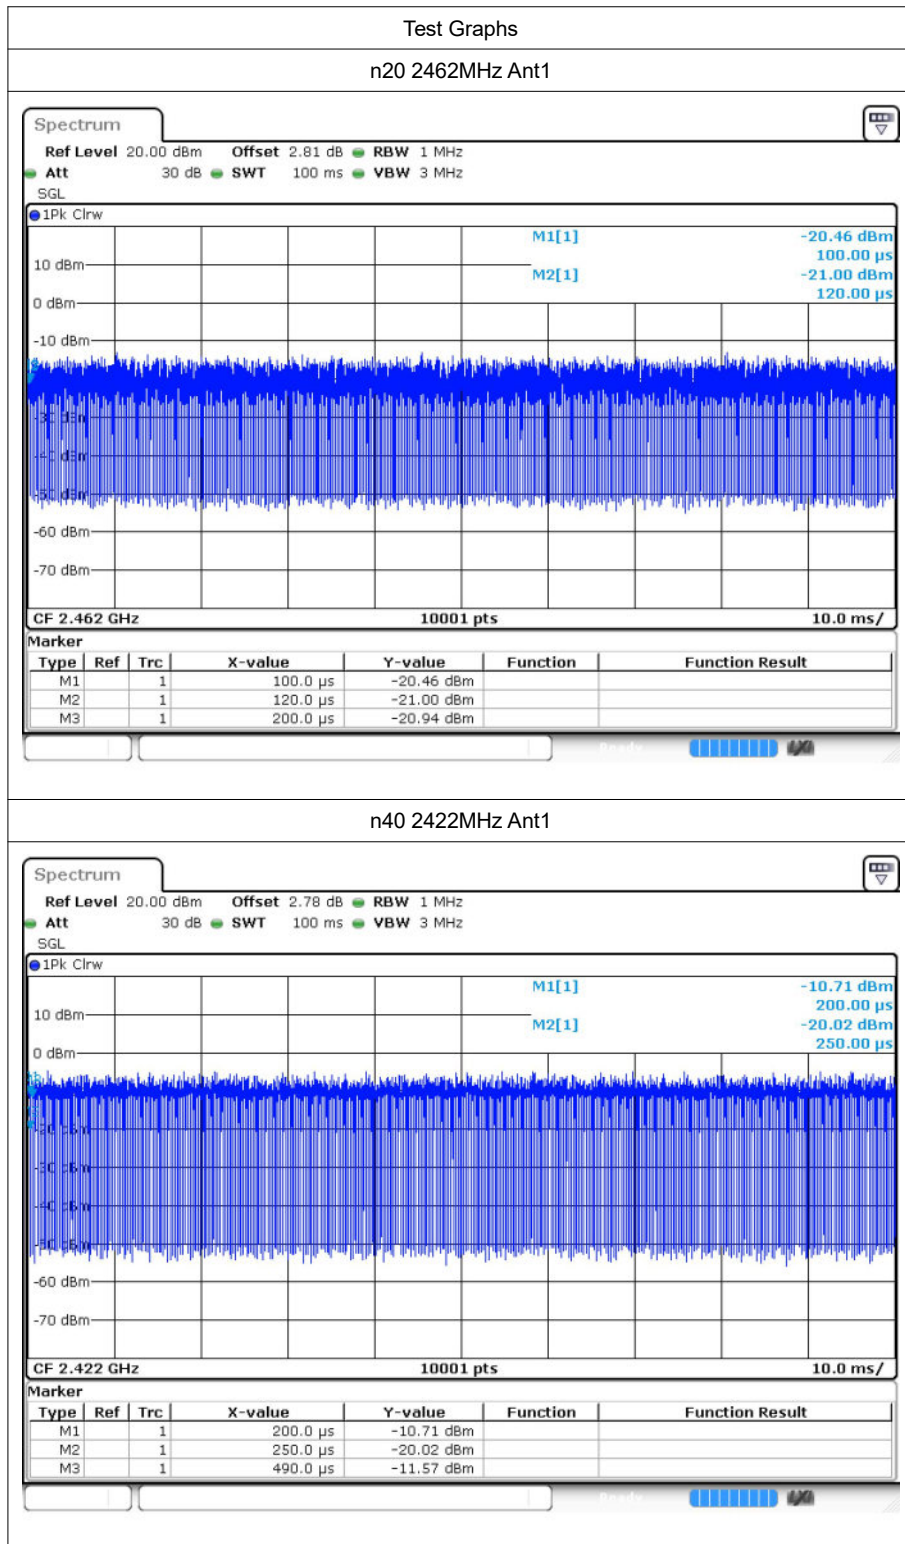 Test Graphs
n20 2462MHz Ant1
Spectrum
Ref Level 20.00 dBm Offset 2.81 dB RBW 1 MHz
Att 30 dB SWT 100 ms VBW 3 MHz
SGL
1Pk Clrw
M1[1] -20.46 dBm
100.00 µs
10 dBm
M2[1] -21.00 dBm
120.00 µs
0 dBm
-10 dBm
-60 dBm
-70 dBm
CF 2.462 GHz 10001 pts 10.0 ms/
Marker
Type Ref Trc X-value Y-value Function Function Result
M1 1 100.0 µs -20.46 dBm
M2 1 120.0 µs -21.00 dBm
M3 1 200.0 µs -20.94 dBm
Ready
n40 2422MHz Ant1
Spectrum
Ref Level 20.00 dBm Offset 2.78 dB RBW 1 MHz
Att 30 dB SWT 100 ms VBW 3 MHz
SGL
1Pk Clrw
M1[1] -10.71 dBm
200.00 µs
10 dBm
M2[1] -20.02 dBm
250.00 µs
0 dBm
-60 dBm
-70 dBm
CF 2.422 GHz 10001 pts 10.0 ms/
Marker
Type Ref Trc X-value Y-value Function Function Result
M1 1 200.0 µs -10.71 dBm
M2 1 250.0 µs -20.02 dBm
M3 1 490.0 µs -11.57 dBm
Ready